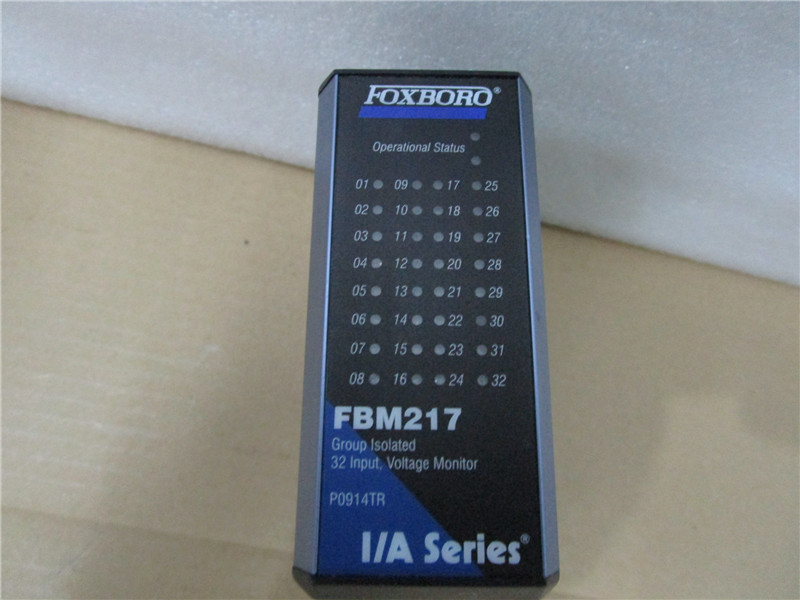 FOXBORO®
Operational Status
01 09 17 25
02 10 18 26
03 11 19 27
04 12 20 28
05 13 21 29
06 14 22 30
07 15 23 31
08 16 24 32
FBM217
Group Isolated
32 Input, Voltage Monitor
P0914TR
I/A Series®